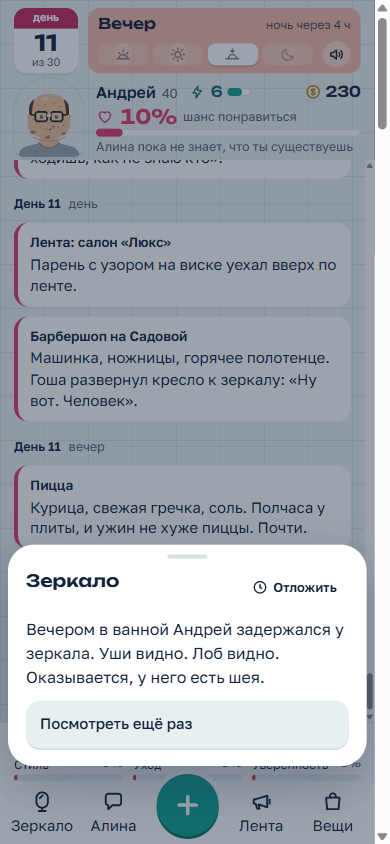 день
11
из 30
Вечер
ночь через 4 ч
Андрей 40
6
230
10% шанс понравиться
Алина пока не знает, что ты существуешь
ходишь, как не знаю кто».
День 11 день
Лента: салон «Люкс»
Парень с узором на виске уехал вверх по
ленте.
Барбершоп на Садовой
Машинка, ножницы, горячее полотенце.
Гоша развернул кресло к зеркалу: «Ну
вот. Человек».
День 11 вечер
Пицца
Курица, свежая гречка, соль. Полчаса у
плиты, и ужин не хуже пиццы. Почти.
Зеркало
Отложить
Вечером в ванной Андрей задержался у
зеркала. Уши видно. Лоб видно.
Оказывается, у него есть шея.
Посмотреть ещё раз
Стиль
Уход
Уверенность
Зеркало
Алина
Лента
Вещи